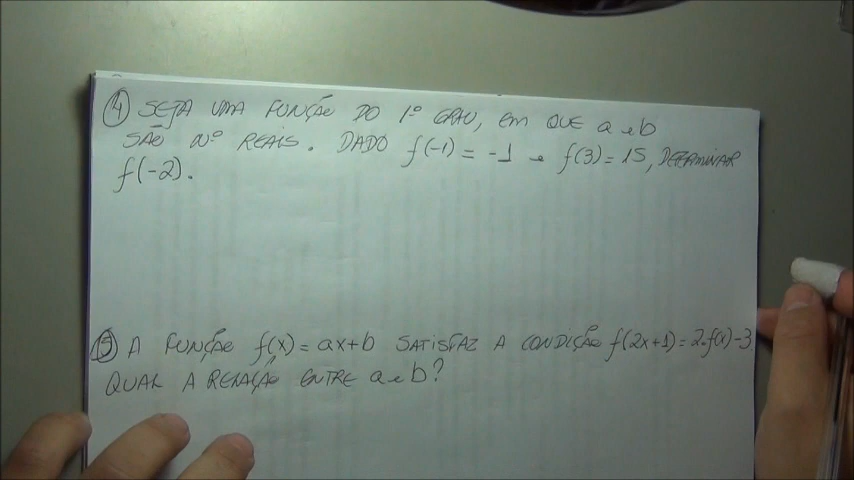 ④ SEJA UMA FUNÇÃO DO 1º GRAU, EM QUE a e b
SÃO Nº REAIS. DADO f(-1) = -1 e f(3) = 15, DETERMINAR
f(-2).
⑤ A FUNÇÃO f(x) = ax+b SATISFAZ A CONDIÇÃO f(2x+1) = 2.f(x)-3.
QUAL A RELAÇÃO ENTRE a e b?